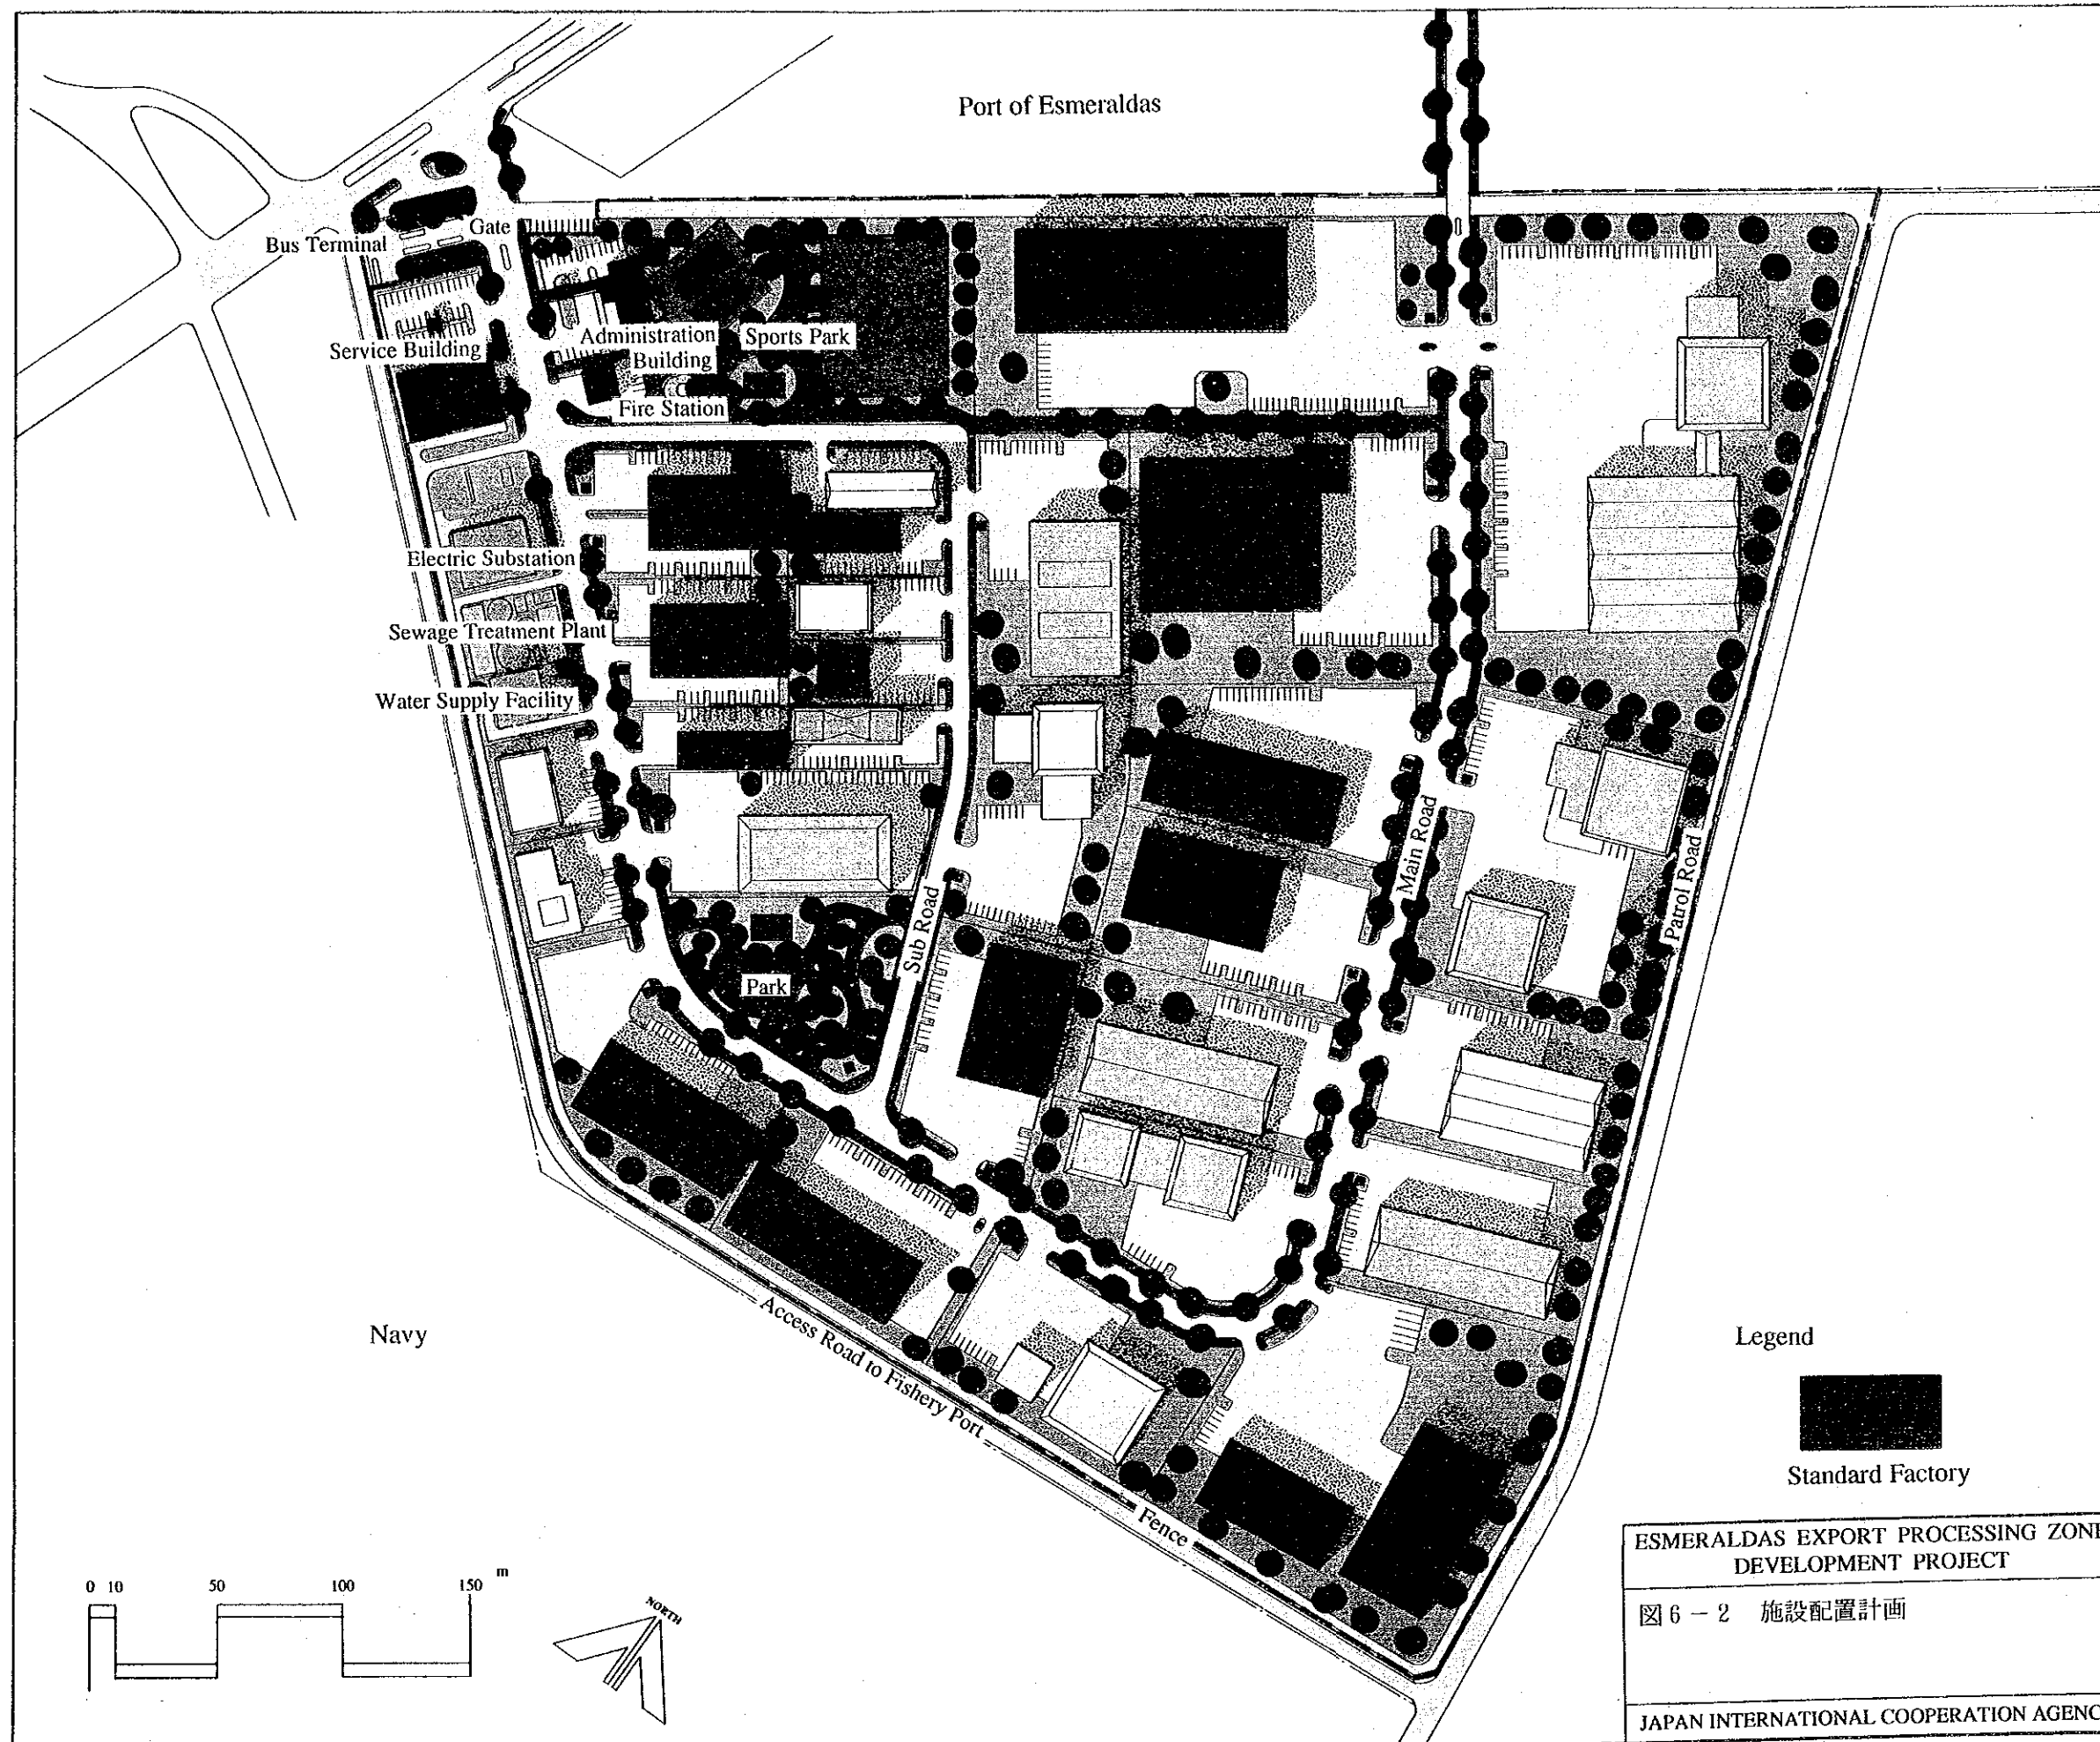 Port of Esmeraldas
Gate
Bus Terminal
Administration
Building
Sports Park
Service Building
Fire Station
Electric Substation
Sewage Treatment Plant
Water Supply Facility
Main Road
Patrol Road
Sub Road
Park
Navy
Access Road to Fishery Port
Fence
Legend
Standard Factory
0 10 50 100 150 m
NORTH
ESMERALDAS EXPORT PROCESSING ZONE
DEVELOPMENT PROJECT
図6-2 施設配置計画
JAPAN INTERNATIONAL COOPERATION AGENC